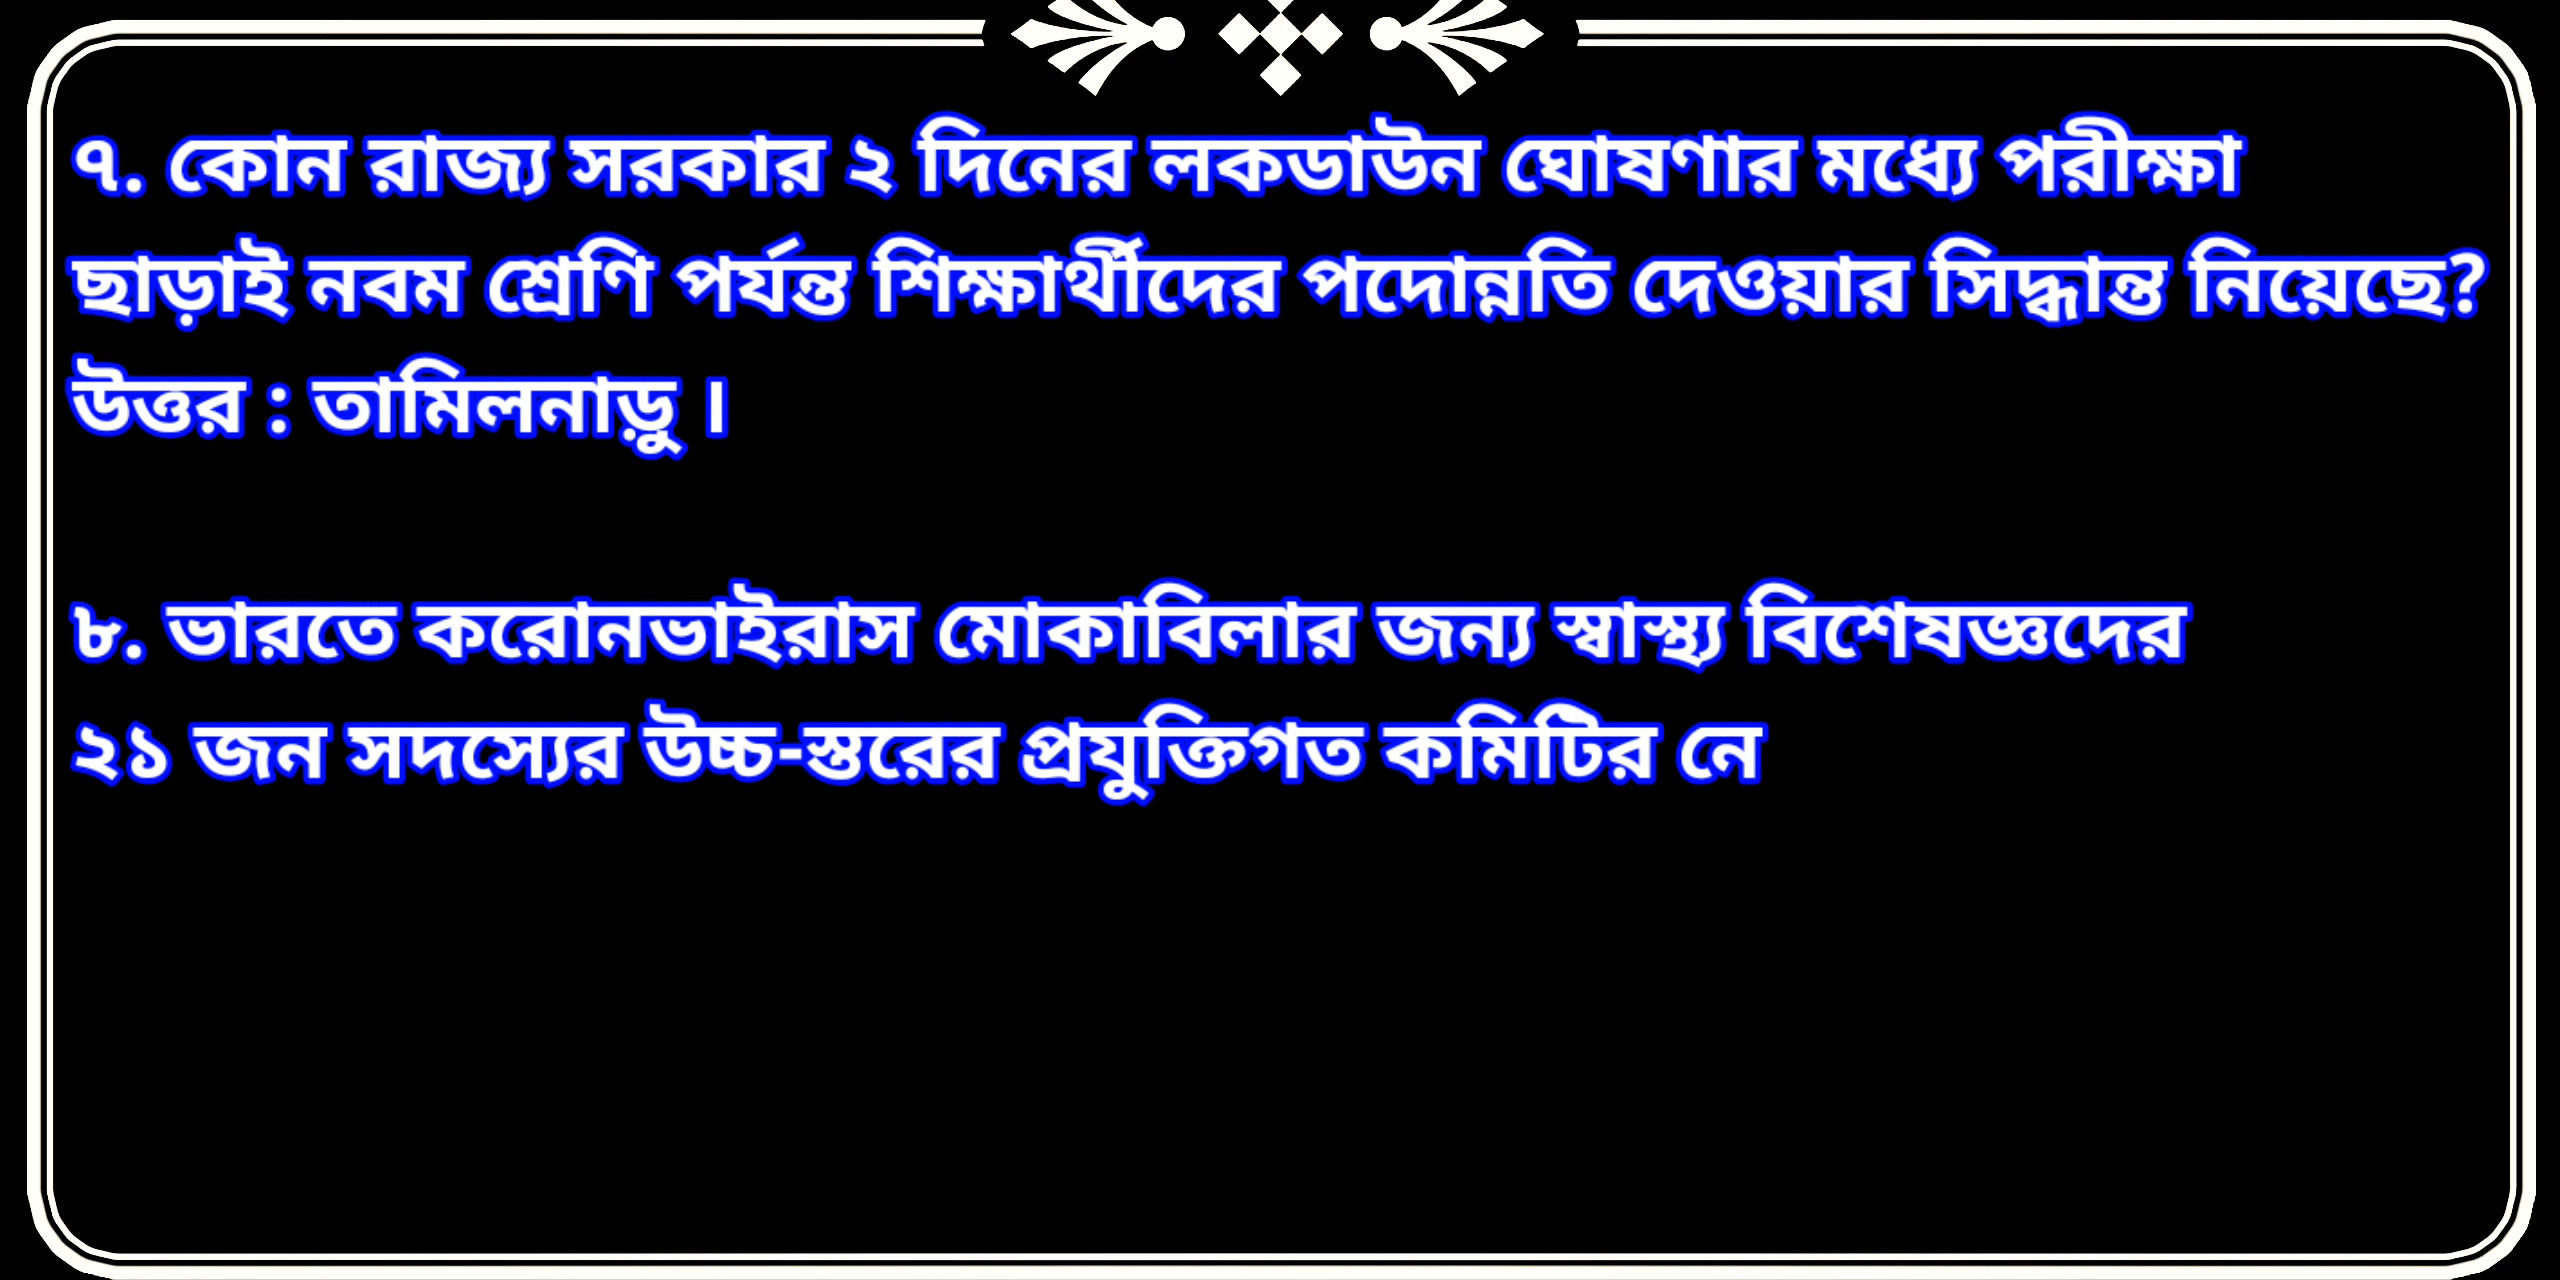 ৭. কোন রাজ্য সরকার ২ দিনের লকডাউন ঘোষণার মধ্যে পরীক্ষা
ছাড়াই নবম শ্রেণি পর্যন্ত শিক্ষার্থীদের পদোন্নতি দেওয়ার সিদ্ধান্ত নিয়েছে?
উত্তর : তামিলনাড়ু ।
৮. ভারতে করোনভাইরাস মোকাবিলার জন্য স্বাস্থ্য বিশেষজ্ঞদের
২১ জন সদস্যের উচ্চ-স্তরের প্রযুক্তিগত কমিটির নে